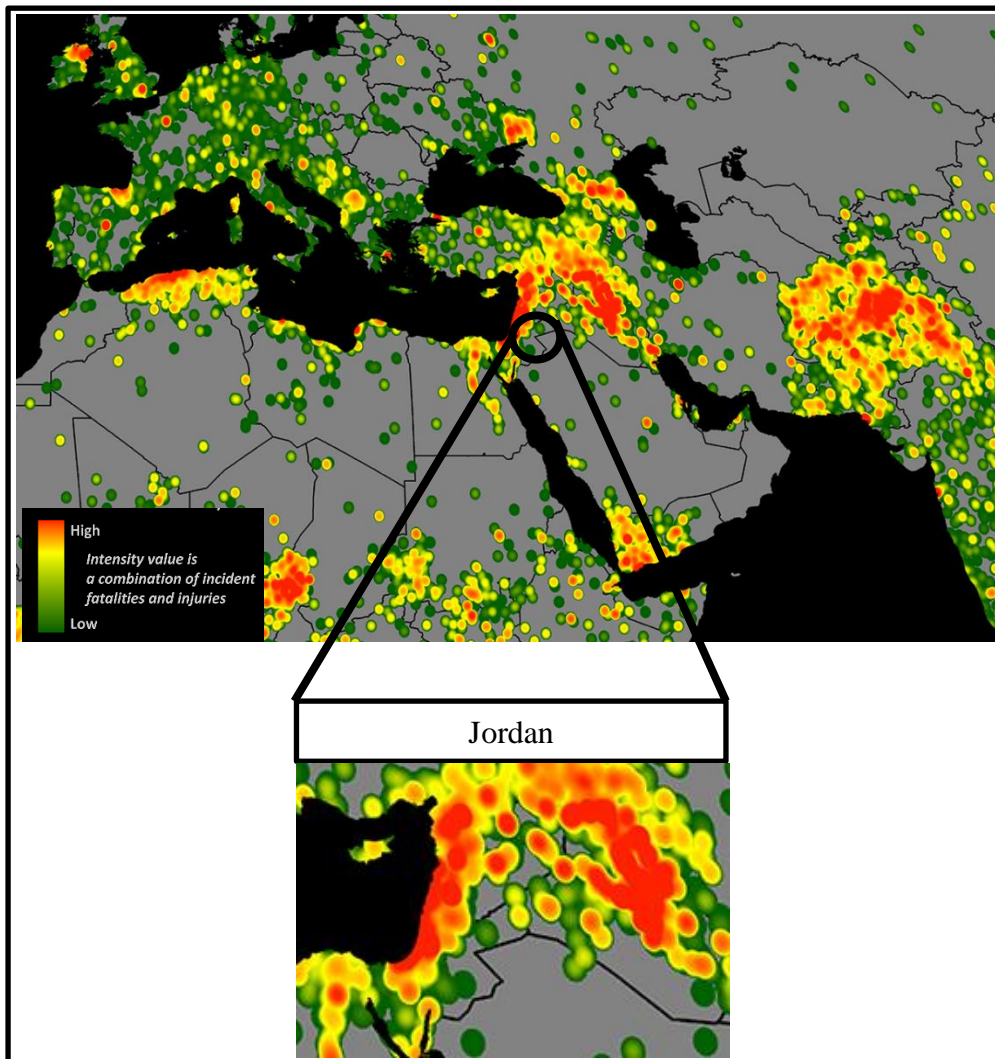 High
Intensity value is
a combination of incident
fatalities and injuries
Low
Jordan